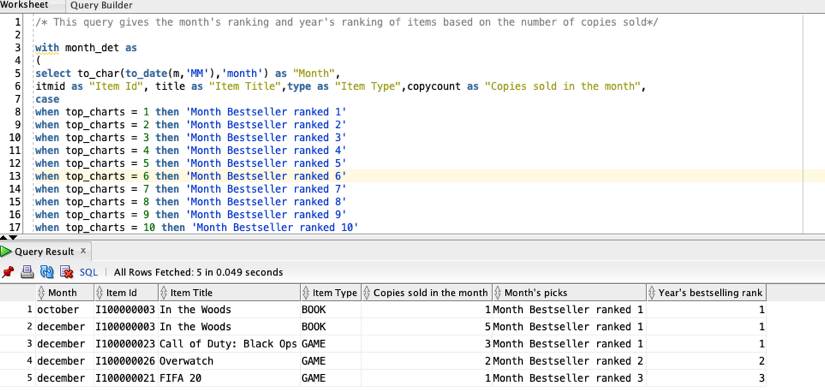 Worksheet Query Builder
1 /* This query gives the month's ranking and year's ranking of items based on the number of copies sold*/
2
3 with month_det as
4 (
5 select to_char(to_date(m,'MM'),'month') as "Month",
6 itmid as "Item Id", title as "Item Title",type as "Item Type",copycount as "Copies sold in the month",
7 case
8 when top_charts = 1 then 'Month Bestseller ranked 1'
9 when top_charts = 2 then 'Month Bestseller ranked 2'
10 when top_charts = 3 then 'Month Bestseller ranked 3'
11 when top_charts = 4 then 'Month Bestseller ranked 4'
12 when top_charts = 5 then 'Month Bestseller ranked 5'
13 when top_charts = 6 then 'Month Bestseller ranked 6'
14 when top_charts = 7 then 'Month Bestseller ranked 7'
15 when top_charts = 8 then 'Month Bestseller ranked 8'
16 when top_charts = 9 then 'Month Bestseller ranked 9'
17 when top_charts = 10 then 'Month Bestseller ranked 10'
Query Result x
SQL | All Rows Fetched: 5 in 0.049 seconds
Month Item Id Item Title Item Type Copies sold in the month Month's picks Year's bestselling rank
1 october I100000003 In the Woods BOOK 1 Month Bestseller ranked 1 1
2 december I100000003 In the Woods BOOK 5 Month Bestseller ranked 1 1
3 december I100000023 Call of Duty: Black Ops GAME 3 Month Bestseller ranked 1 1
4 december I100000026 Overwatch GAME 2 Month Bestseller ranked 2 2
5 december I100000021 FIFA 20 GAME 1 Month Bestseller ranked 3 3